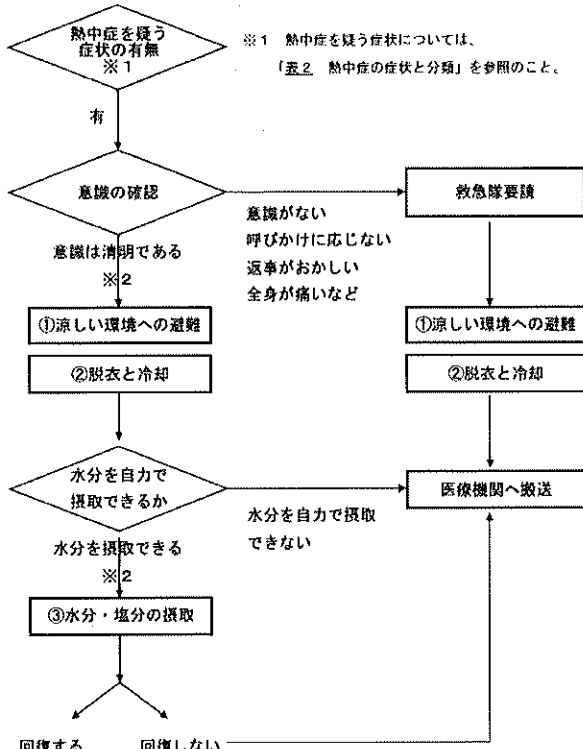 熱中症を疑う
症状の有無
※1
※1　熱中症を疑う症状については、
「表2　熱中症の症状と分類」を参照のこと。
有
意識の確認
救急隊要請
意識がない
呼びかけに応じない
返事がおかしい
全身が痛いなど
意識は清明である
※2
①涼しい環境への避難
①涼しい環境への避難
②脱衣と冷却
②脱衣と冷却
水分を自力で
摂取できるか
医療機関へ搬送
水分を自力で摂取
できない
水分を摂取できる
※2
③水分・塩分の摂取
回復する
回復しない